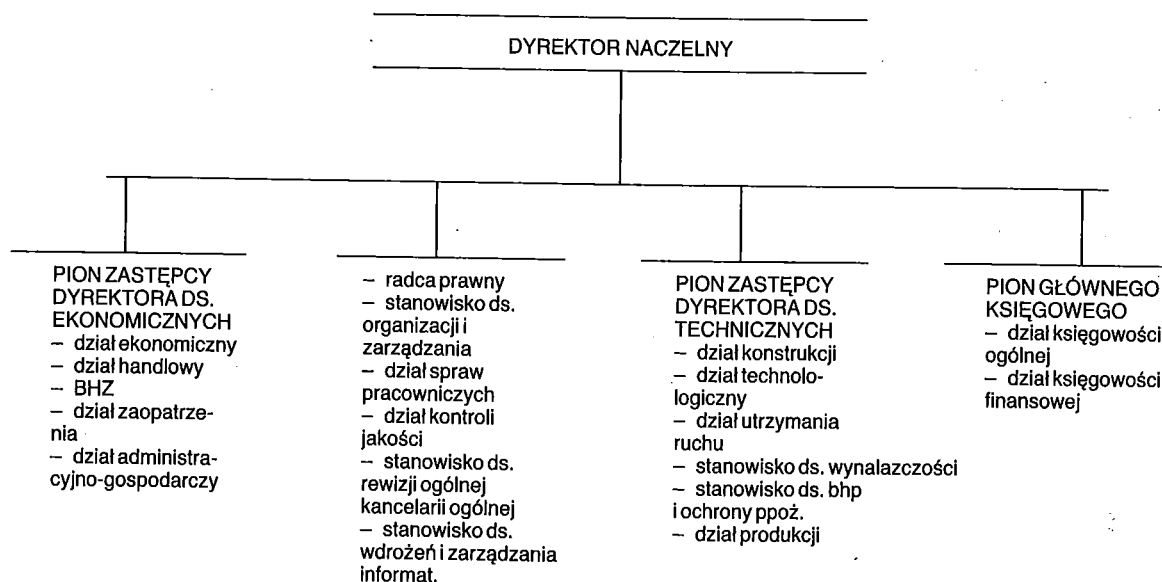 DYREKTOR NACZELNY
PION ZASTĘPCY
DYREKTORA DS.
EKONOMICZNYCH
– dział ekonomiczny
– dział handlowy
– BHZ
– dział zaopatrze-
nia
– dział administra-
cyjno-gospodarczy
– radca prawny
– stanowisko ds.
organizacji i
zarządzania
– dział spraw
pracowniczych
– dział kontroli
jakości
– stanowisko ds.
rewizji ogólnej
kancelarii ogólnej
– stanowisko ds.
wdrożeń i zarządzania
informat.
PION ZASTĘPCY
DYREKTORA DS.
TECHNICZNYCH
– dział konstrukcji
– dział technolo-
logiczny
– dział utrzymania
ruchu
– stanowisko ds. wynalazczości
– stanowisko ds. bhp
i ochrony ppoż.
– dział produkcji
PION GŁÓWNEGO
KSIĘGOWEGO
– dział księgowości
ogólnej
– dział księgowości
finansowej